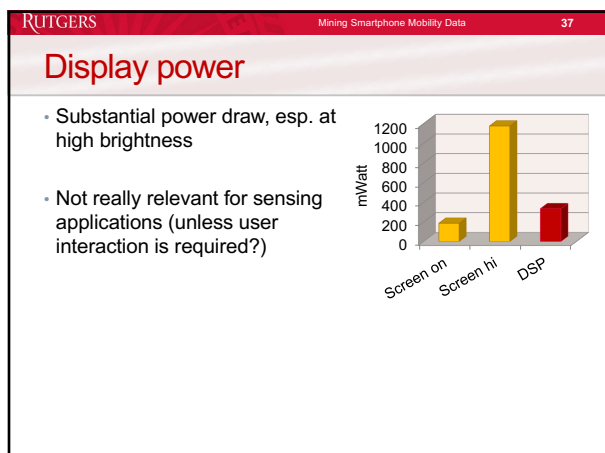 RUTGERS
Mining Smartphone Mobility Data
37
Display power
• Substantial power draw, esp. at
high brightness
• Not really relevant for sensing
applications (unless user
interaction is required?)
mWatt
1200
1000
800
600
400
200
0
Screen on
Screen hi
DSP